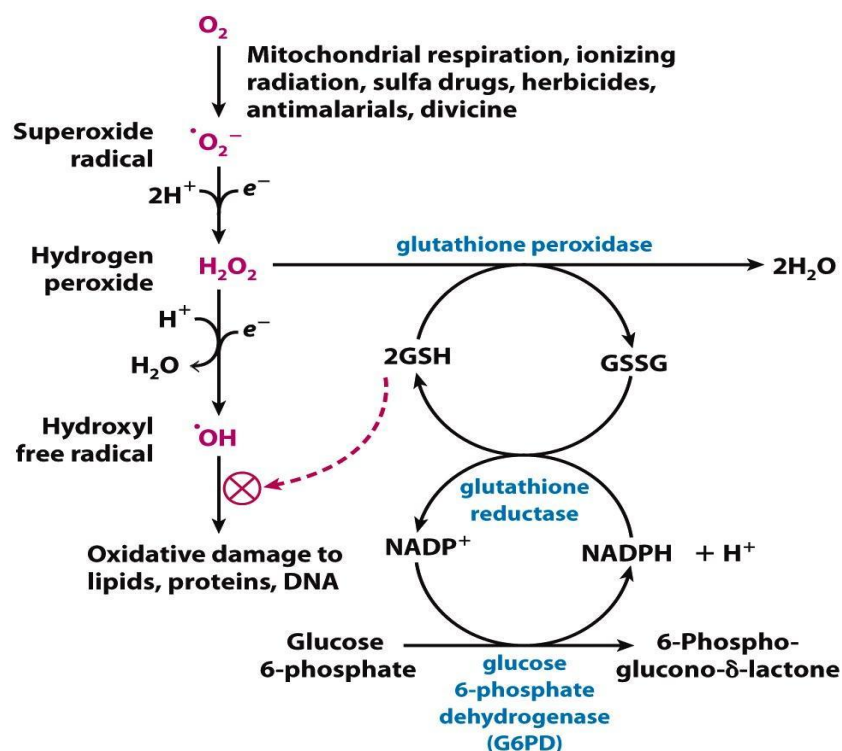 O₂
Mitochondrial respiration, ionizing
radiation, sulfa drugs, herbicides,
antimalarials, divicine
Superoxide
radical
•O₂⁻
2H⁺
e⁻
Hydrogen
peroxide
H₂O₂
glutathione peroxidase
2H₂O
H⁺
e⁻
H₂O
2GSH
GSSG
Hydroxyl
free radical
•OH
glutathione
reductase
Oxidative damage to
lipids, proteins, DNA
NADP⁺
NADPH + H⁺
Glucose
6-phosphate
6-Phospho-
glucono-δ-lactone
glucose
6-phosphate
dehydrogenase
(G6PD)